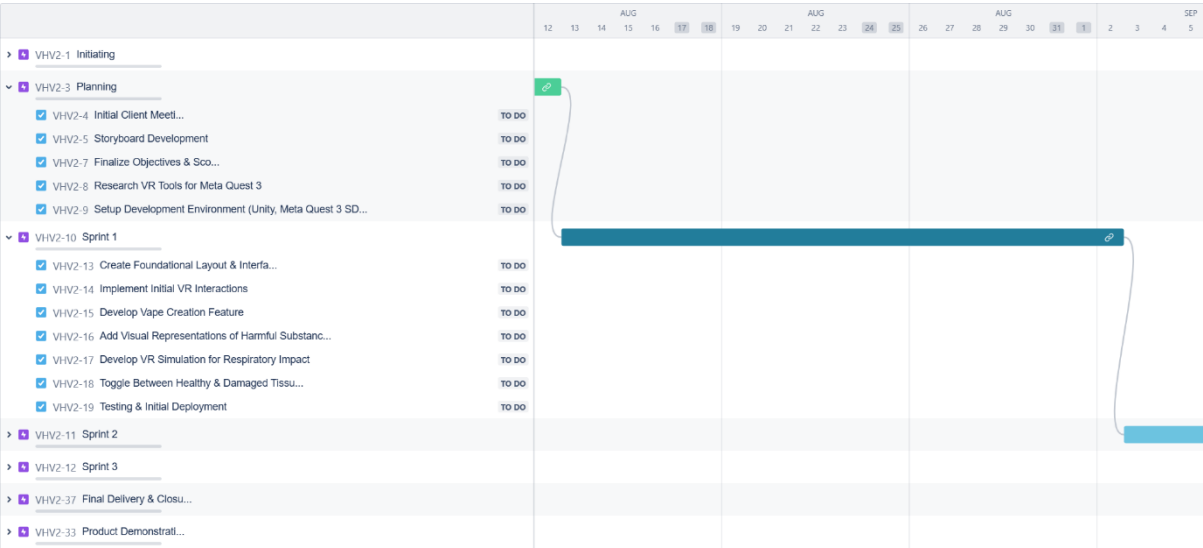 AUG AUG AUG SEP
12 13 14 15 16 17 18 19 20 21 22 23 24 25 26 27 28 29 30 31 1 2 3 4 5
VHV2-1 Initiating
VHV2-3 Planning
VHV2-4 Initial Client Meeti... TO DO
VHV2-5 Storyboard Development TO DO
VHV2-7 Finalize Objectives & Sco... TO DO
VHV2-8 Research VR Tools for Meta Quest 3 TO DO
VHV2-9 Setup Development Environment (Unity, Meta Quest 3 SD... TO DO
VHV2-10 Sprint 1
VHV2-13 Create Foundational Layout & Interfa... TO DO
VHV2-14 Implement Initial VR Interactions TO DO
VHV2-15 Develop Vape Creation Feature TO DO
VHV2-16 Add Visual Representations of Harmful Substanc... TO DO
VHV2-17 Develop VR Simulation for Respiratory Impact TO DO
VHV2-18 Toggle Between Healthy & Damaged Tissu... TO DO
VHV2-19 Testing & Initial Deployment TO DO
VHV2-11 Sprint 2
VHV2-12 Sprint 3
VHV2-37 Final Delivery & Closu...
VHV2-33 Product Demonstrati...